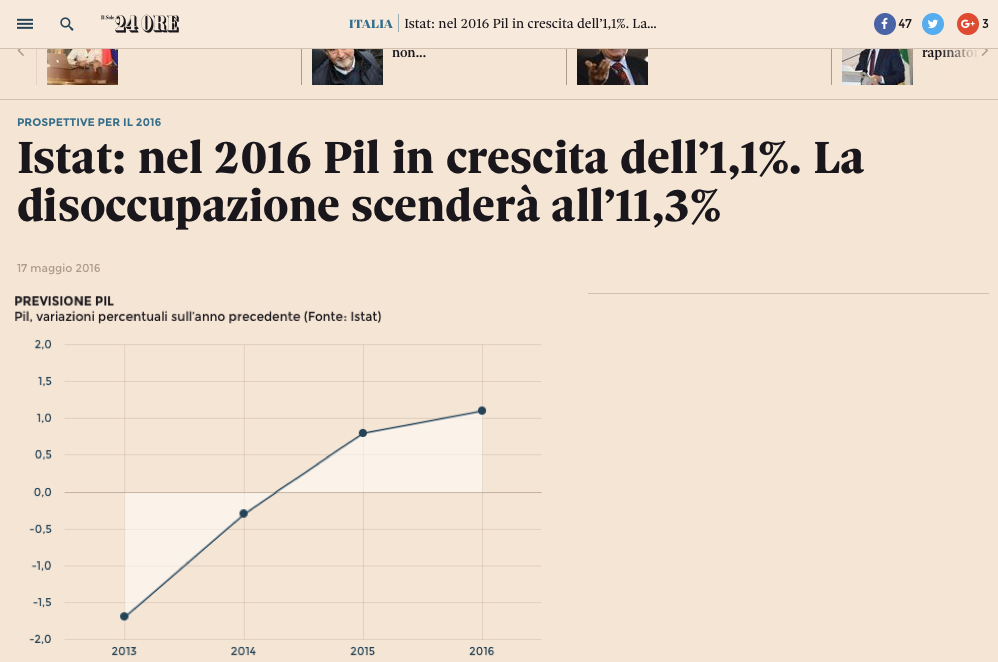 Il Sole 24 ORE
ITALIA Istat: nel 2016 Pil in crescita dell’1,1%. La...
47
3
non...
PROSPETTIVE PER IL 2016
Istat: nel 2016 Pil in crescita dell’1,1%. La
disoccupazione scenderà all’11,3%
17 maggio 2016
PREVISIONE PIL
Pil, variazioni percentuali sull'anno precedente (Fonte: Istat)
2,0
1,5
1,0
0,5
0,0
-0,5
-1,0
-1,5
-2,0
2013 2014 2015 2016